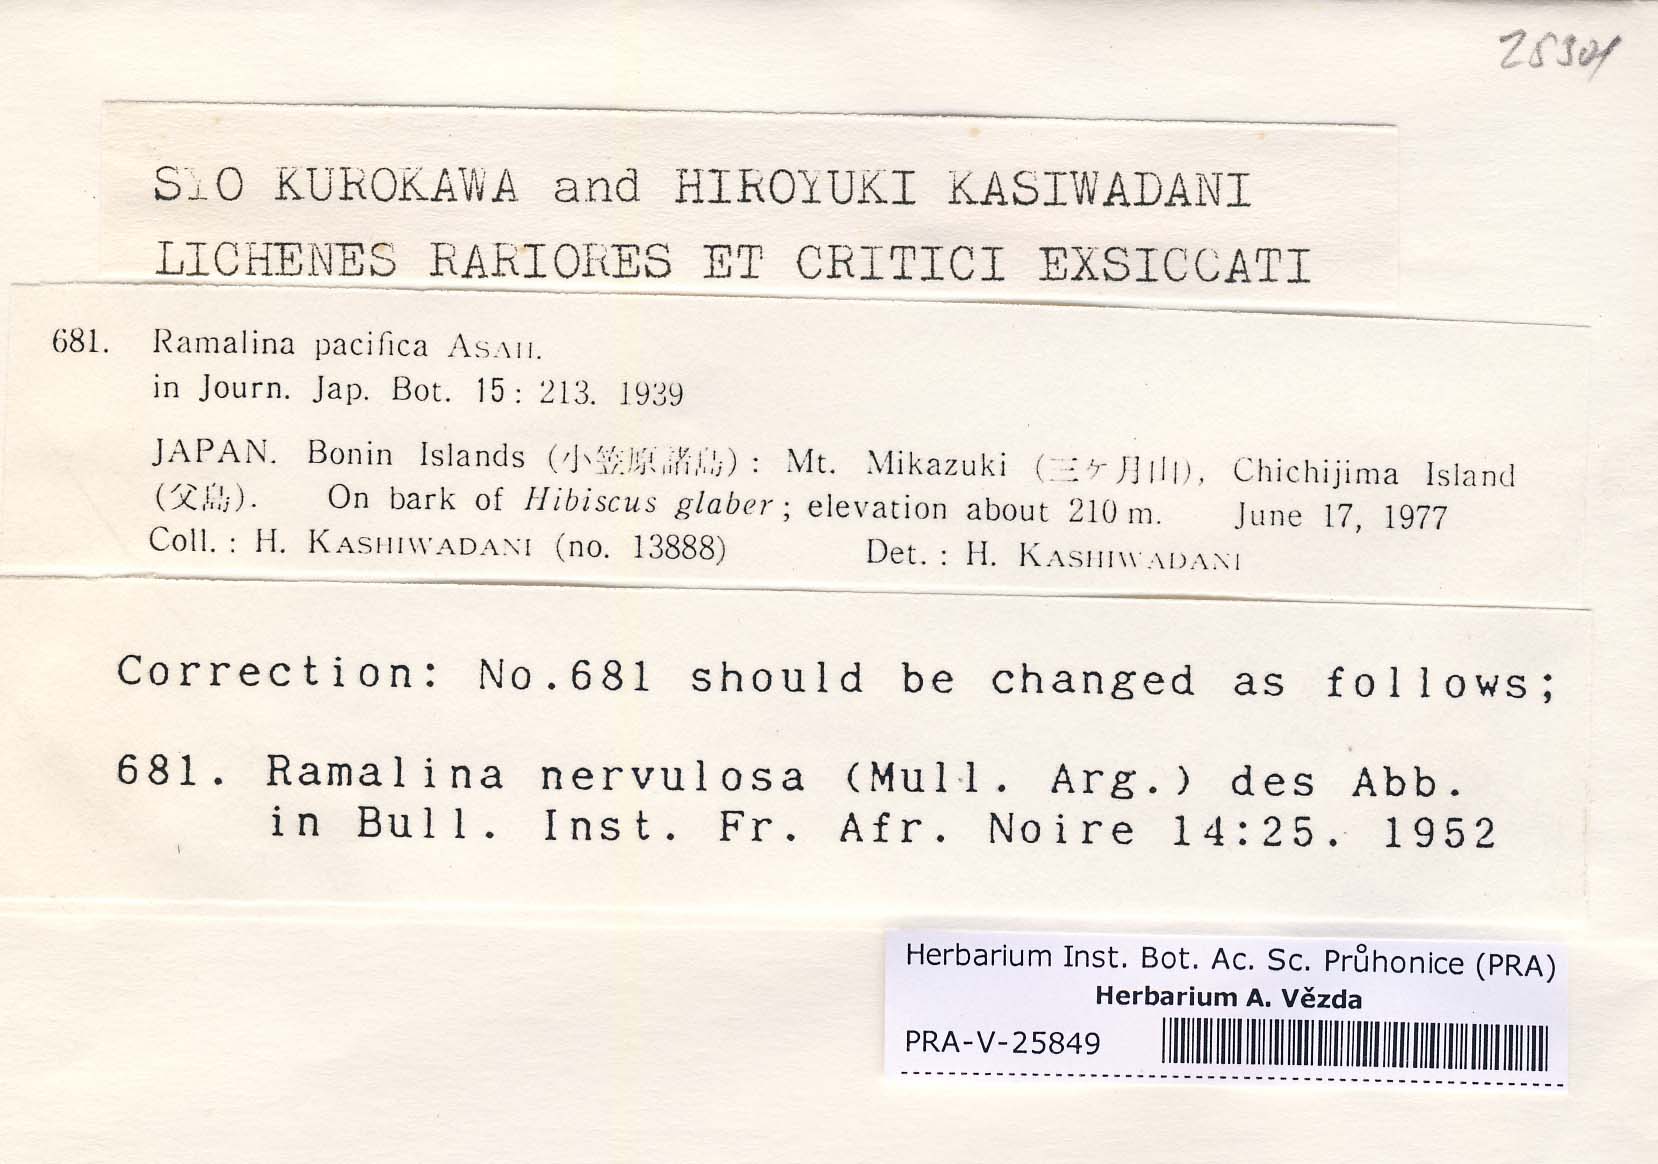 25301
SIO KUROKAWA and HIROYUKI KASIWADANI
LICHENES RARIORES ET CRITICI EXSICCATI
681. Ramalina pacifica ASAH.
in Journ. Jap. Bot. 15: 213. 1939
JAPAN. Bonin Islands (小笠原諸島): Mt. Mikazuki (三ケ月山), Chichijima Island
(父島). On bark of Hibiscus glaber; elevation about 210 m. June 17, 1977
Coll.: H. KASHIWADANI (no. 13888) Det.: H. KASHIWADANI
Correction: No.681 should be changed as follows;
681. Ramalina nervulosa (Mull. Arg.) des Abb.
in Bull. Inst. Fr. Afr. Noire 14:25. 1952
Herbarium Inst. Bot. Ac. Sc. Průhonice (PRA)
Herbarium A. Vězda
PRA-V-25849